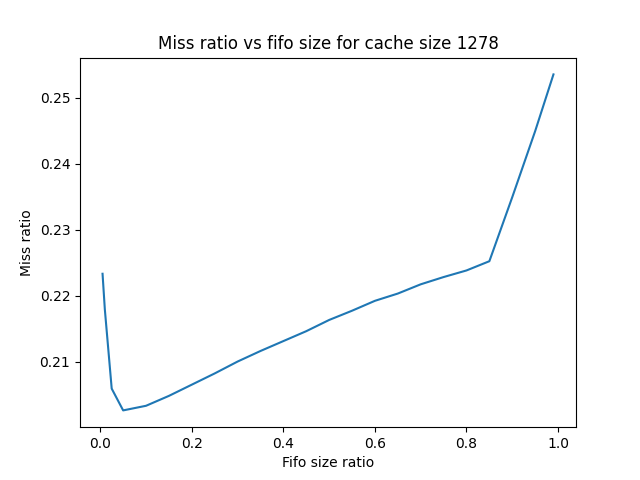 Miss ratio vs fifo size for cache size 1278
0.25
0.24
0.23
0.22
0.21
Miss ratio
0.0 0.2 0.4 0.6 0.8 1.0
Fifo size ratio